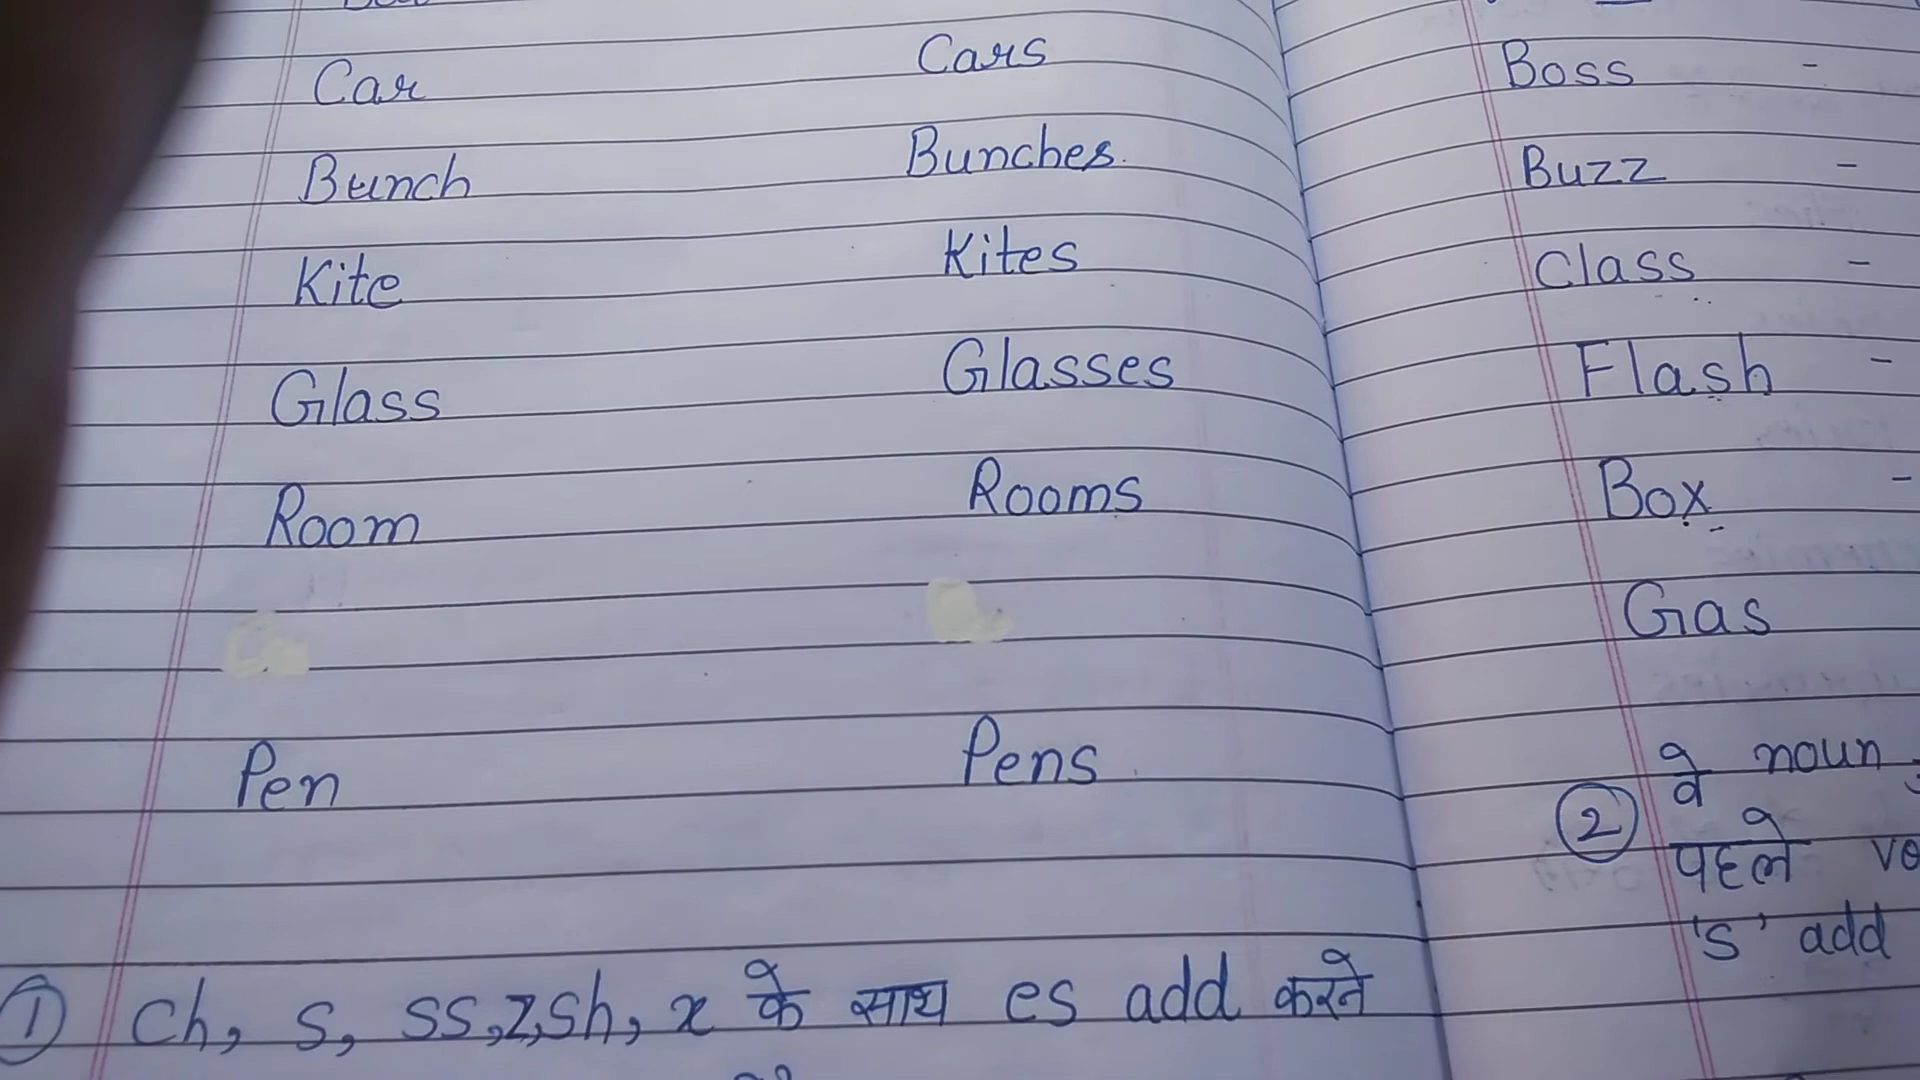 Car Cars
Bunch Bunches.
Kite Kites
Glass Glasses
Room Rooms
Pen Pens
① Ch, s, ss,z,sh, x के साथ es add करने
Boss -
Buzz -
Class -
Flash -
Box -
Gas
② वे noun
पहले
'S' add